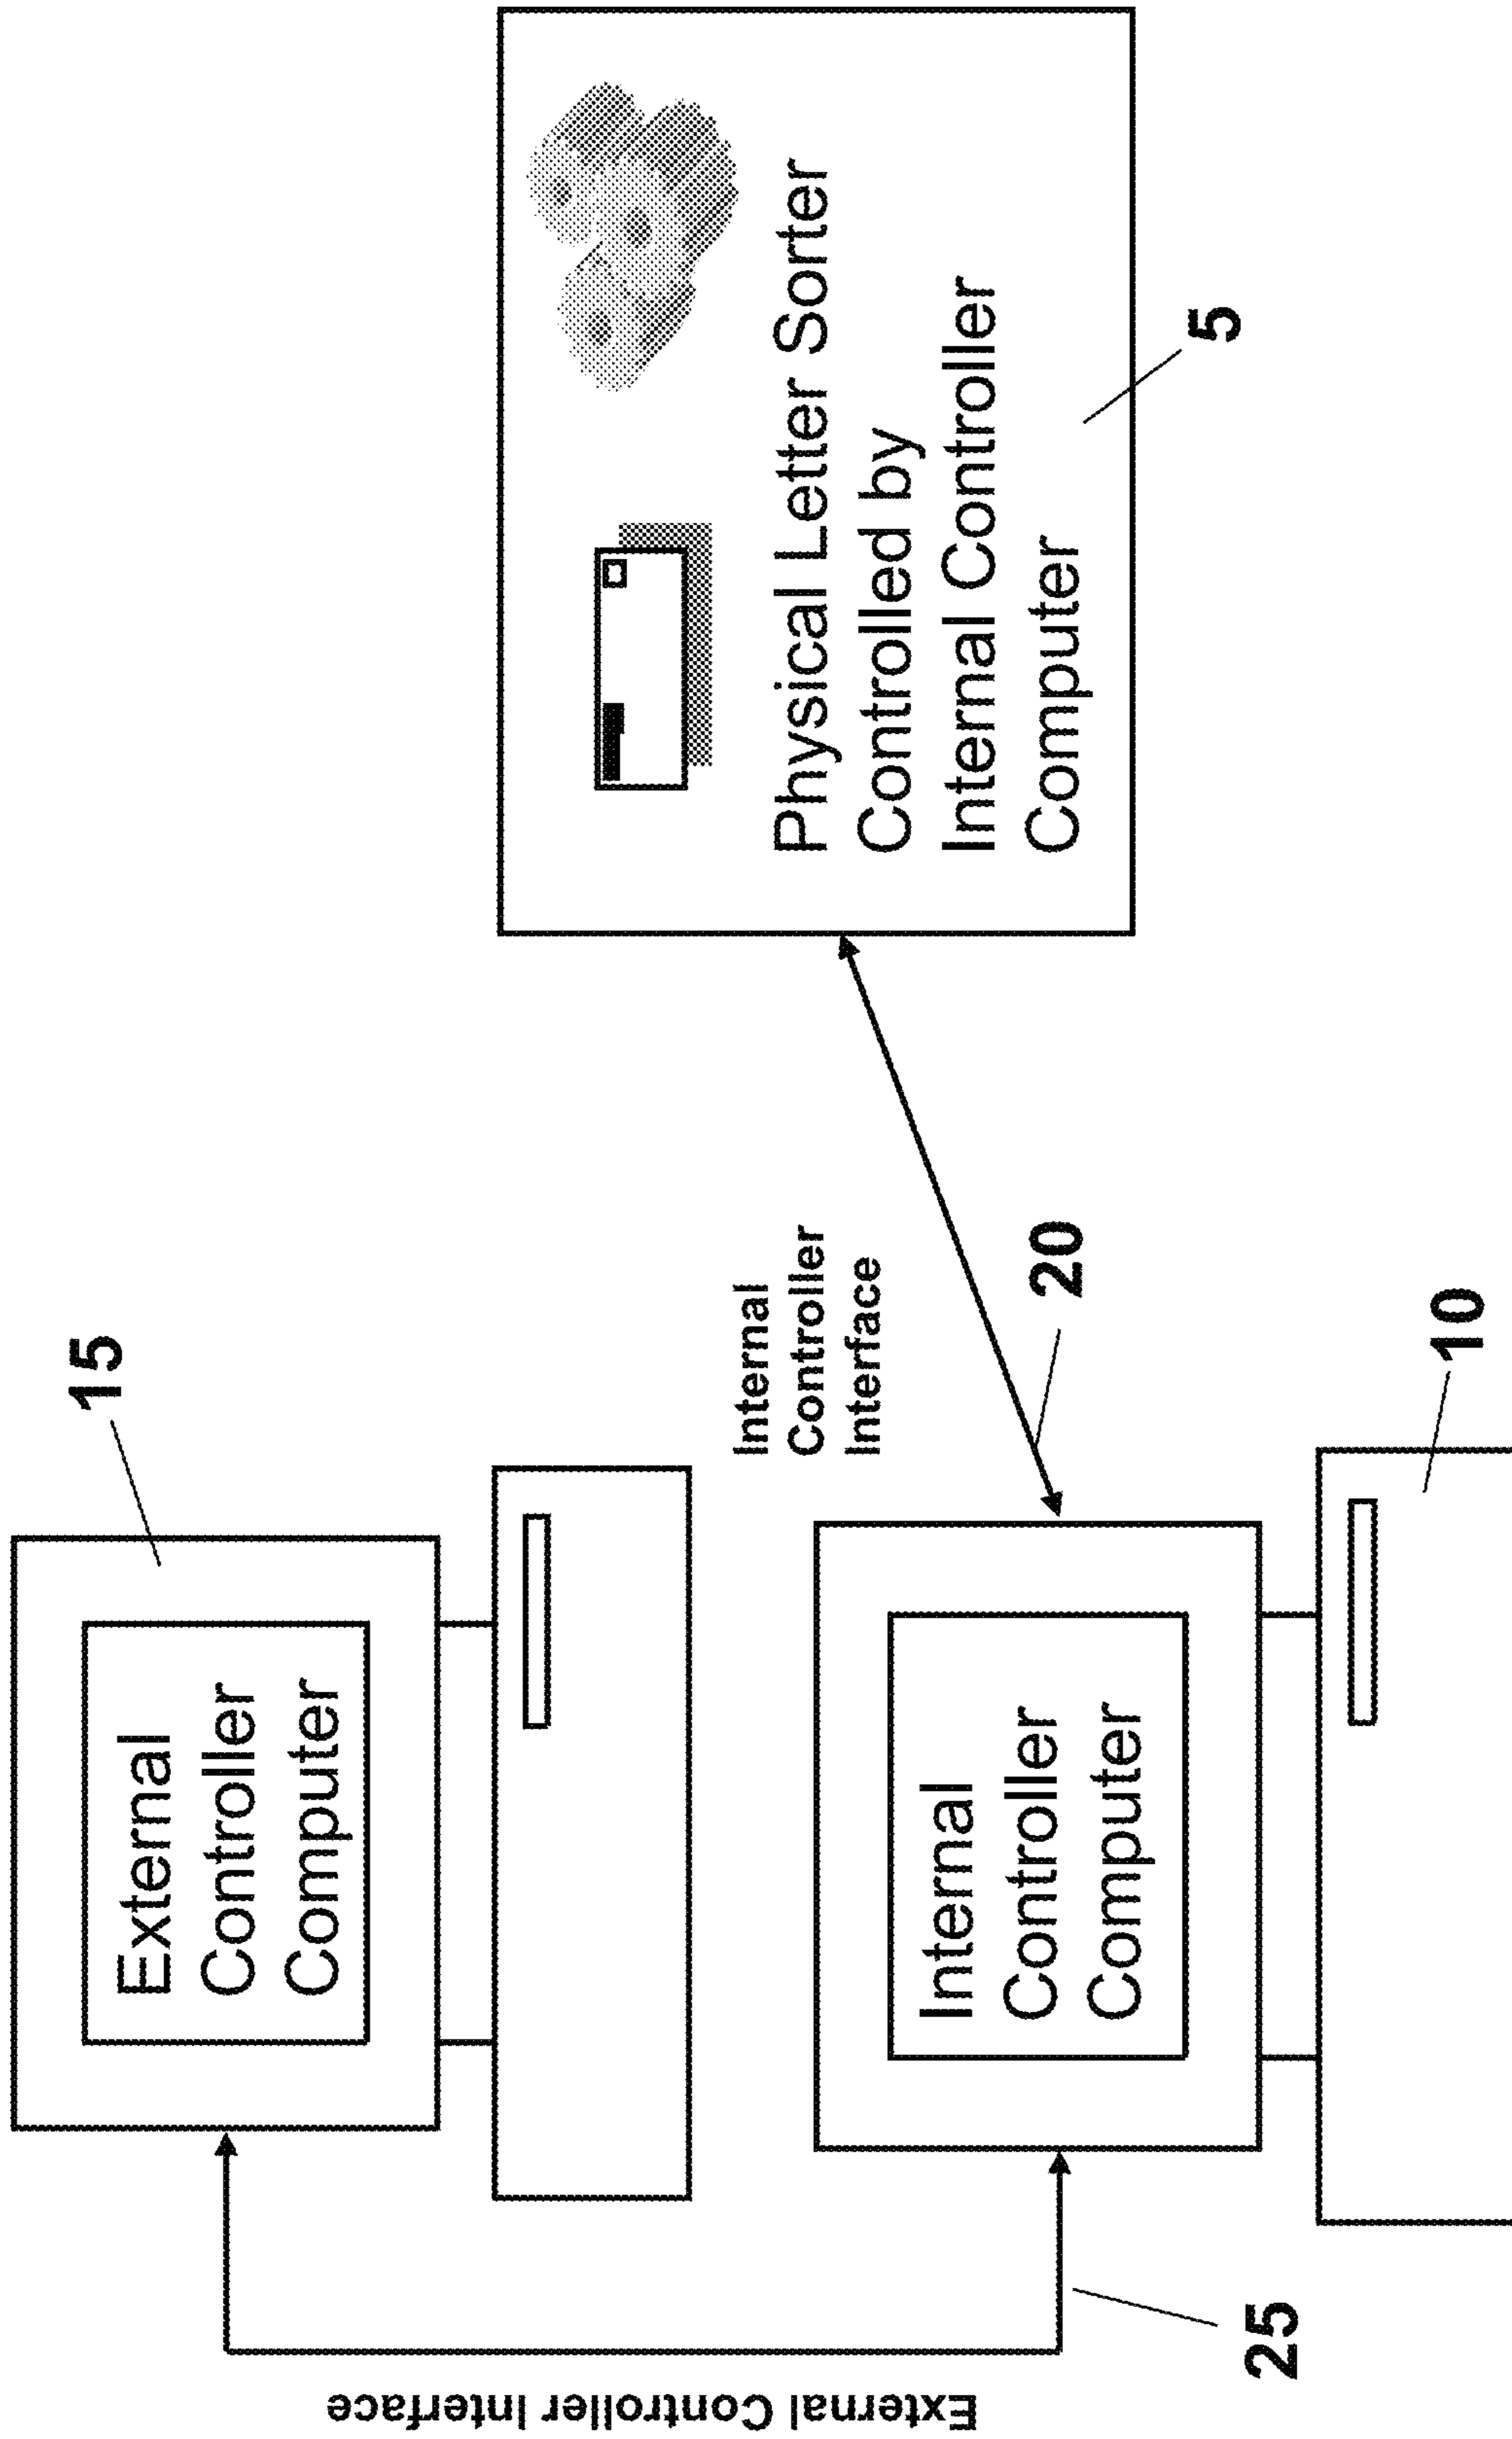 External Controller Interface
External
Controller
Computer
15
Internal
Controller
Computer
10
25
Internal
Controller
Interface
20
Physical Letter Sorter
Controlled by
Internal Controller
Computer
5